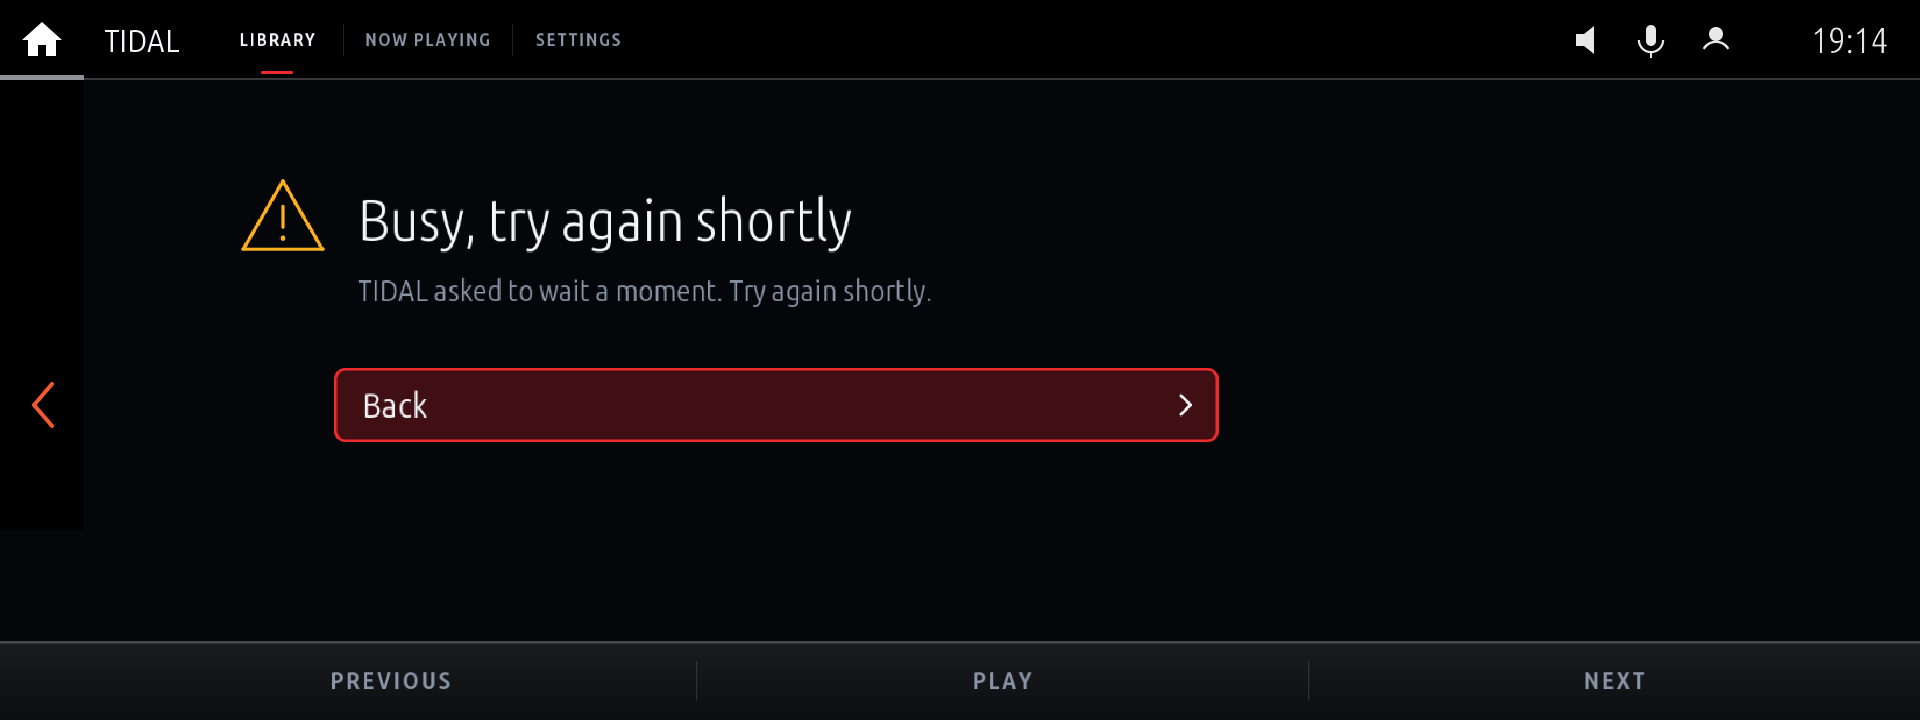 TIDAL
LIBRARY
NOW PLAYING
SETTINGS
19:14
Busy, try again shortly
TIDAL asked to wait a moment. Try again shortly.
Back
PREVIOUS
PLAY
NEXT